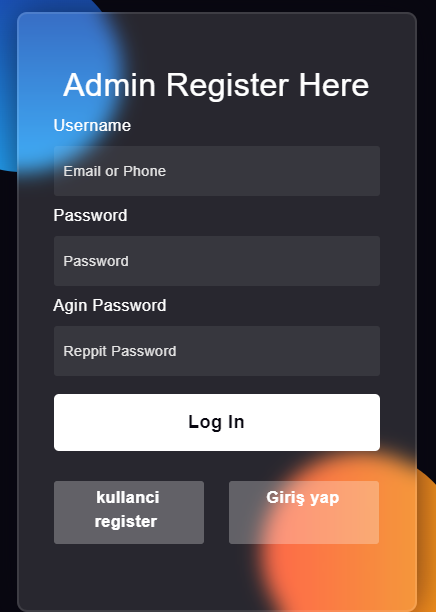 Admin Register Here
Username
Email or Phone
Password
Password
Agin Password
Reppit Password
Log In
kullanci
register
Giriş yap